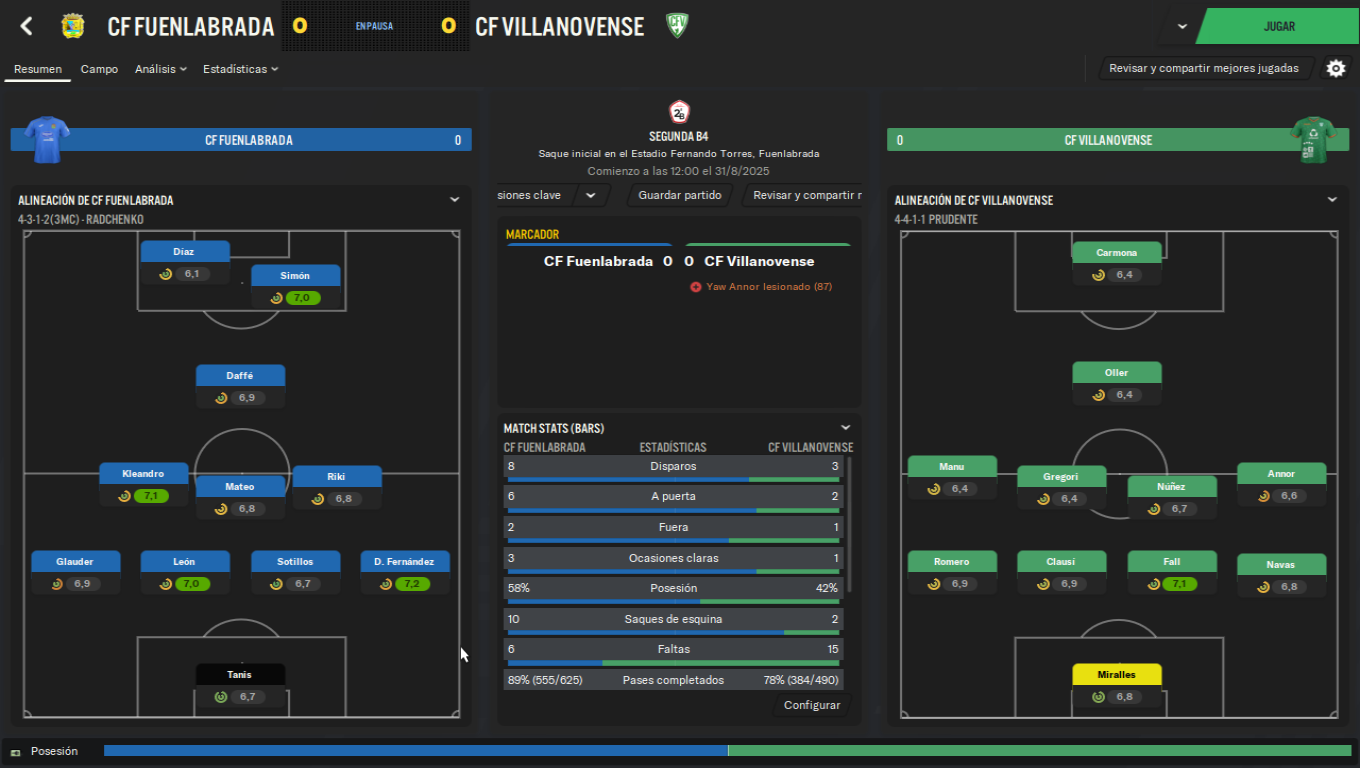 CF FUENLABRADA
0
EN PAUSA
0
CF VILLANOVENSE
JUGAR
Resumen
Campo
Análisis
Estadísticas
Revisar y compartir mejores jugadas
CF FUENLABRADA
0
2B
SEGUNDA B4
Saque inicial en el Estadio Fernando Torres, Fuenlabrada
Comienzo a las 12:00 el 31/8/2025
0
CF VILLANOVENSE
siones clave
Guardar partido
Revisar y compartir r
ALINEACIÓN DE CF FUENLABRADA
4-3-1-2(3MC) - RADCHENKO
Díaz
6,1
Simón
7,0
Daffé
6,9
Kleandro
7,1
Mateo
6,8
Riki
6,8
Glauder
6,9
León
7,0
Sotillos
6,7
D. Fernández
7,2
Tanis
6,7
MARCADOR
CF Fuenlabrada 0 0 CF Villanovense
Yaw Annor lesionado (87)
MATCH STATS (BARS)
CF FUENLABRADA ESTADÍSTICAS CF VILLANOVENSE
8 Disparos 3
6 A puerta 2
2 Fuera 1
3 Ocasiones claras 1
58% Posesión 42%
10 Saques de esquina 2
6 Faltas 15
89% (555/625) Pases completados 78% (384/490)
Configurar
ALINEACIÓN DE CF VILLANOVENSE
4-4-1-1 PRUDENTE
Carmona
6,4
Oller
6,4
Manu
6,4
Gregori
6,4
Núñez
6,7
Annor
6,6
Romero
6,9
Clausí
6,9
Fall
7,1
Navas
6,8
Miralles
6,8
Posesión